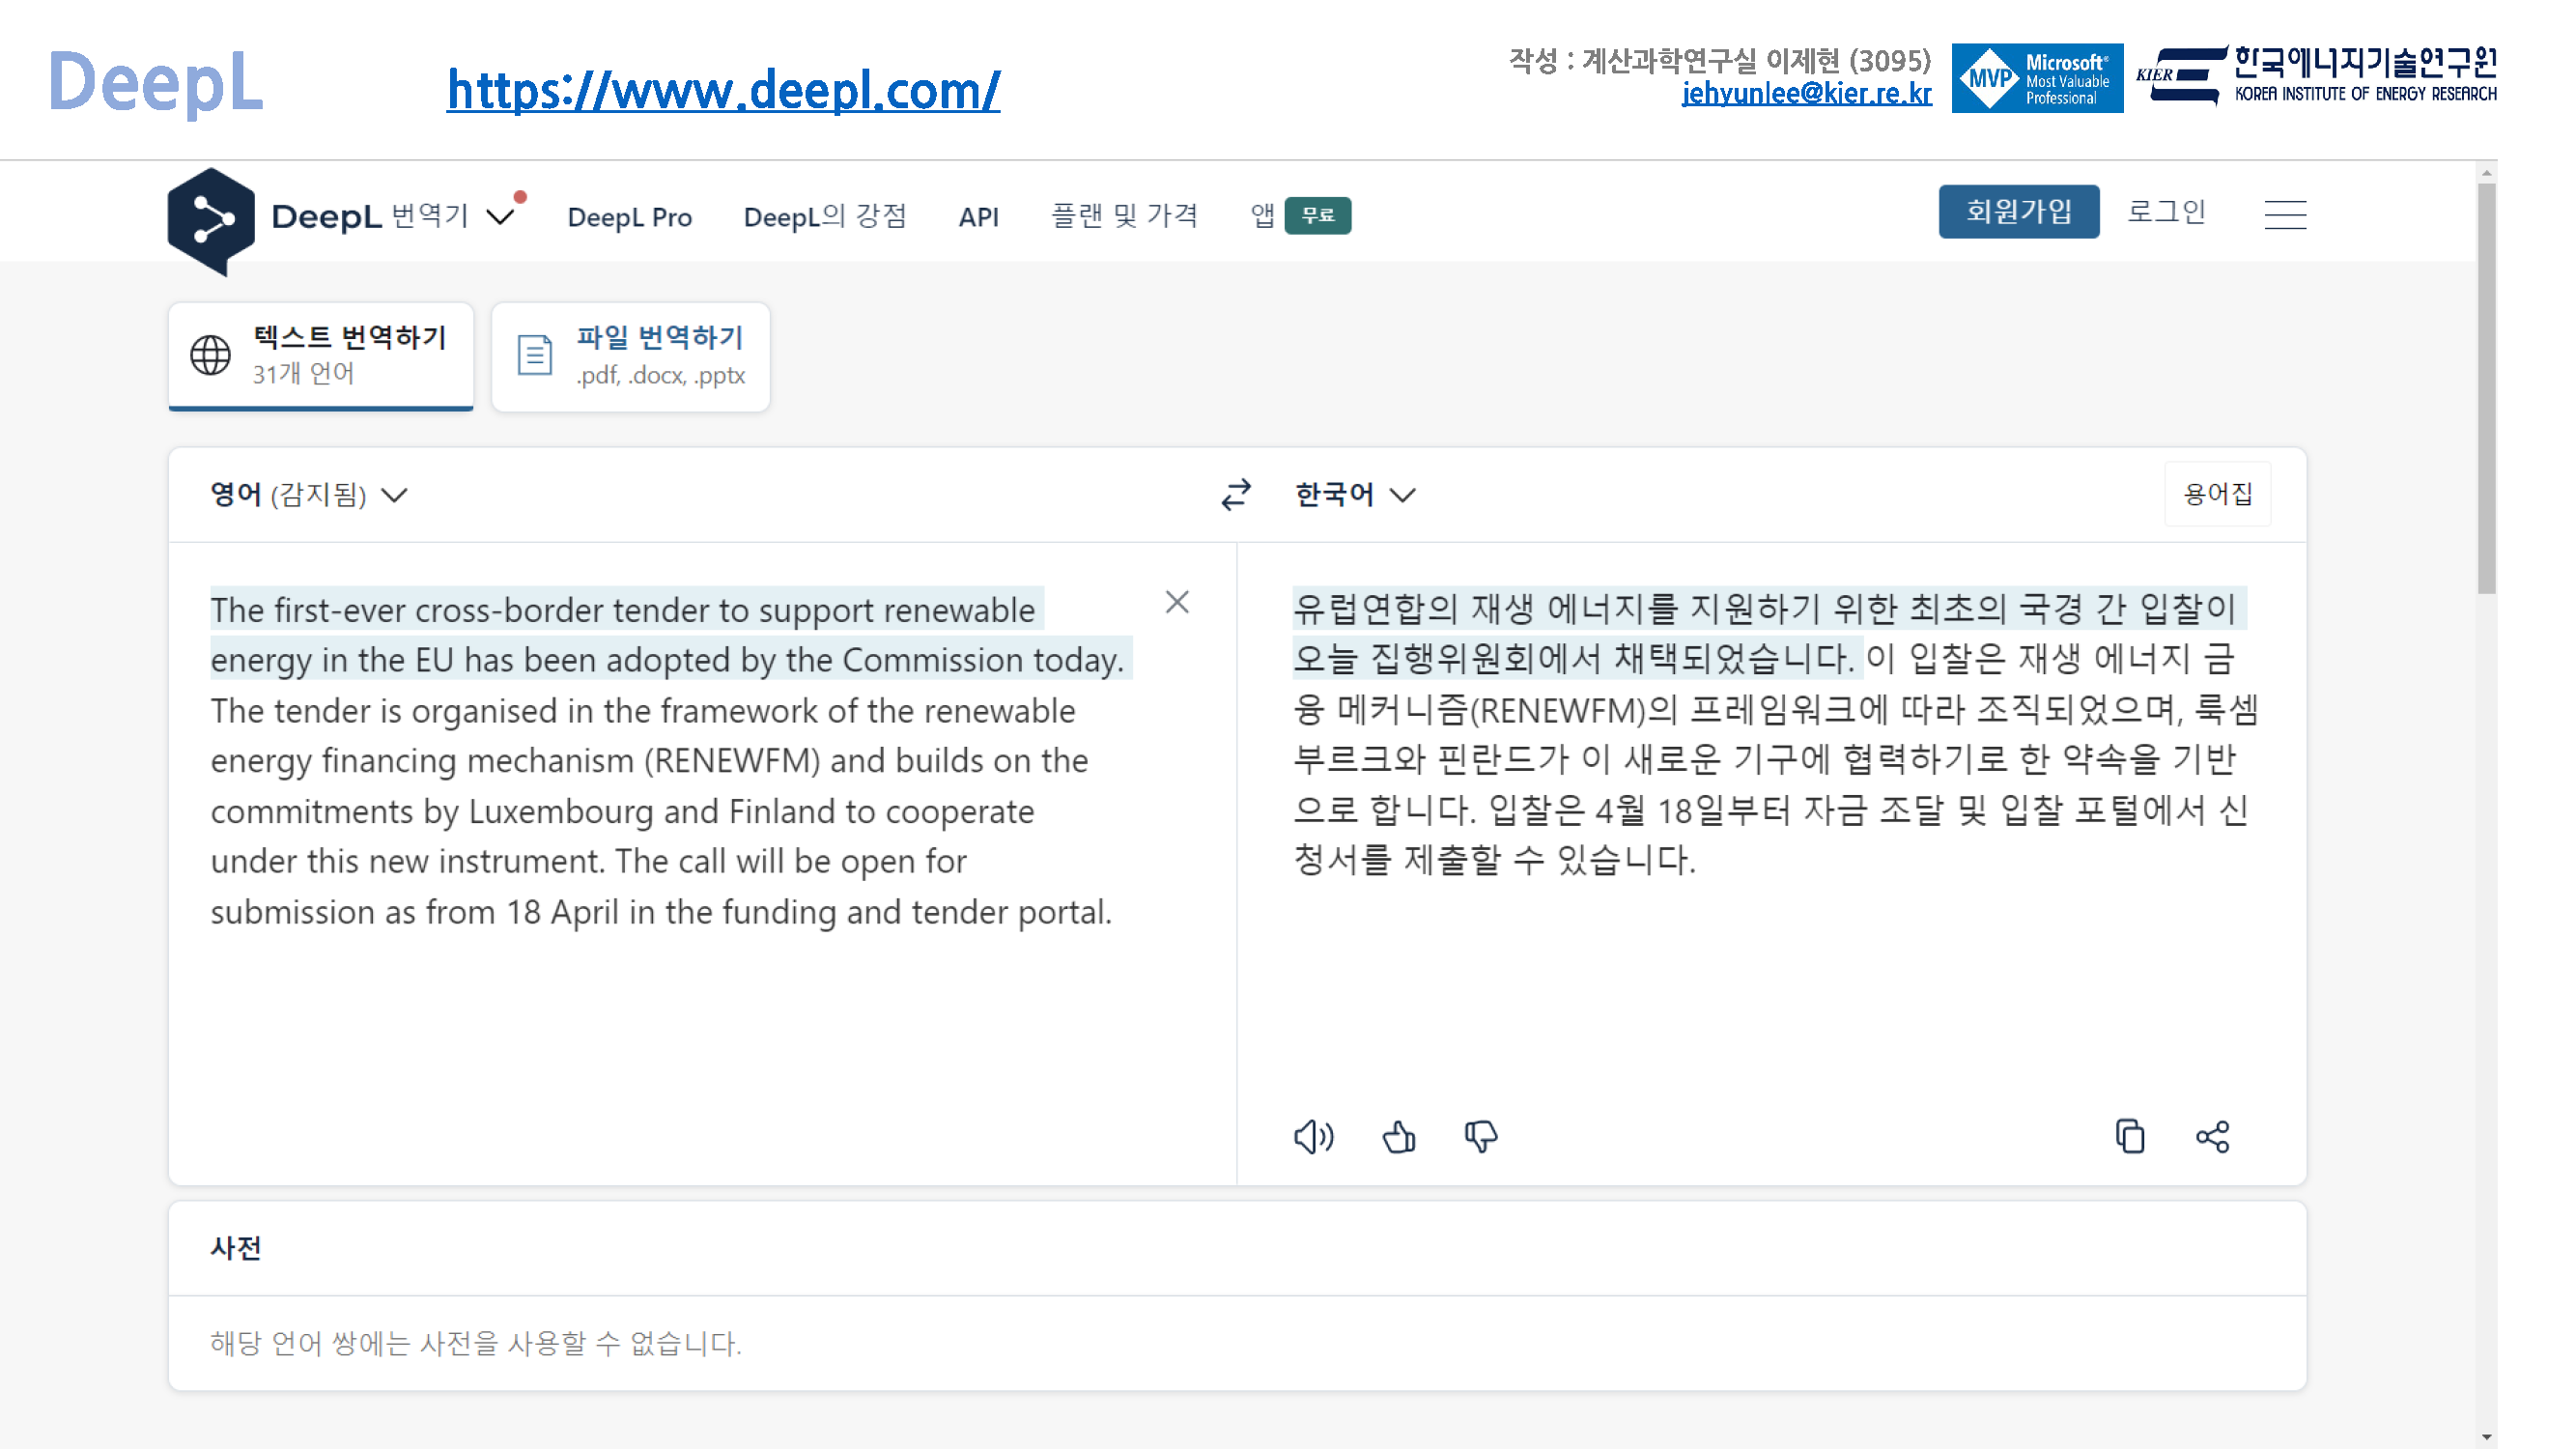 DeepL
https://www.deepl.com/
작성 : 계산과학연구실 이제현 (3095)
jehyunlee@kier.re.kr
MVP
Microsoft®
Most Valuable
Professional
KIER
한국에너지기술연구원
KOREA INSTITUTE OF ENERGY RESEARCH
DeepL 번역기
DeepL Pro
DeepL의 강점
API
플랜 및 가격
앱 무료
회원가입
로그인
텍스트 번역하기
31개 언어
파일 번역하기
.pdf, .docx, .pptx
영어 (감지됨)
한국어
용어집
The first-ever cross-border tender to support renewable
energy in the EU has been adopted by the Commission today.
The tender is organised in the framework of the renewable
energy financing mechanism (RENEWFM) and builds on the
commitments by Luxembourg and Finland to cooperate
under this new instrument. The call will be open for
submission as from 18 April in the funding and tender portal.
유럽연합의 재생 에너지를 지원하기 위한 최초의 국경 간 입찰이
오늘 집행위원회에서 채택되었습니다. 이 입찰은 재생 에너지 금
융 메커니즘(RENEWFM)의 프레임워크에 따라 조직되었으며, 룩셈
부르크와 핀란드가 이 새로운 기구에 협력하기로 한 약속을 기반
으로 합니다. 입찰은 4월 18일부터 자금 조달 및 입찰 포털에서 신
청서를 제출할 수 있습니다.
사전
해당 언어 쌍에는 사전을 사용할 수 없습니다.